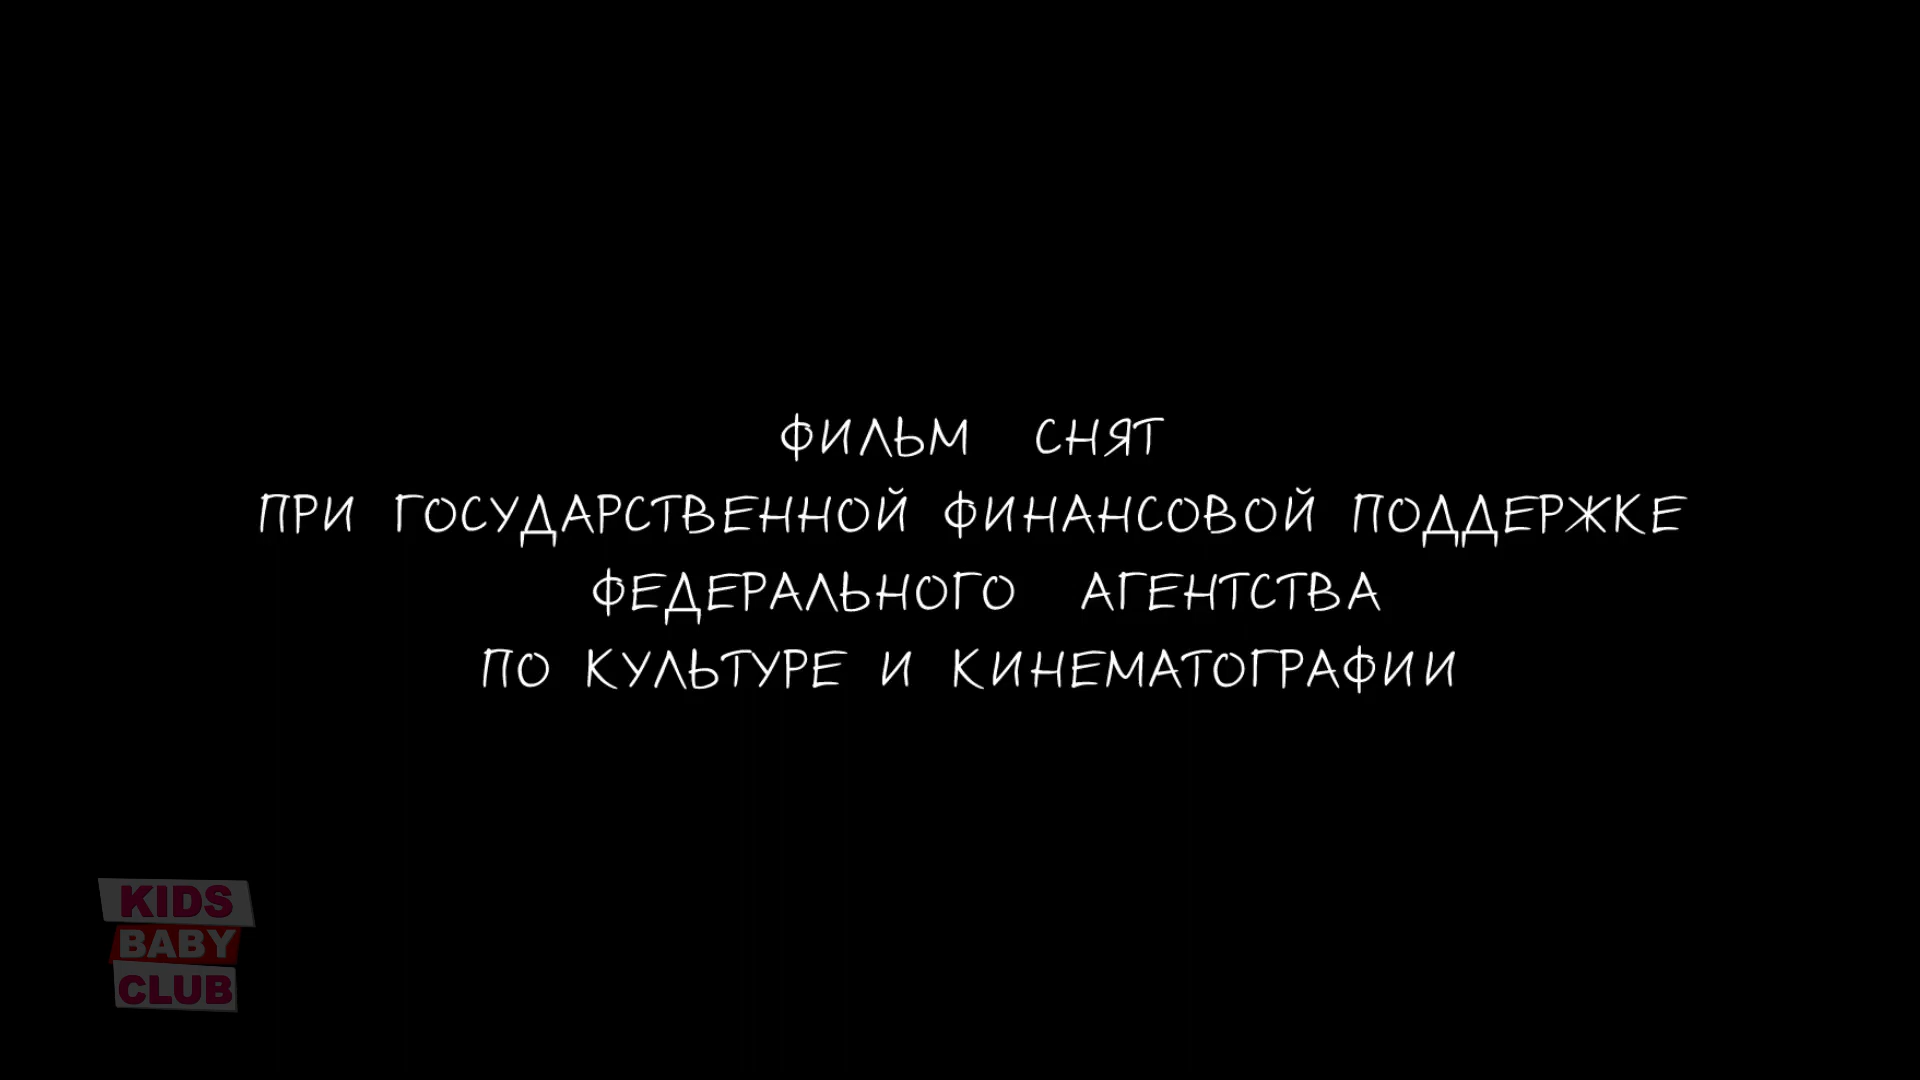 ФИЛЬМ СНЯТ
ПРИ ГОСУДАРСТВЕННОЙ ФИНАНСОВОЙ ПОДДЕРЖКЕ
ФЕДЕРАЛЬНОГО АГЕНТСТВА
ПО КУЛЬТУРЕ И КИНЕМАТОГРАФИИ
KIDS
BABY
CLUB